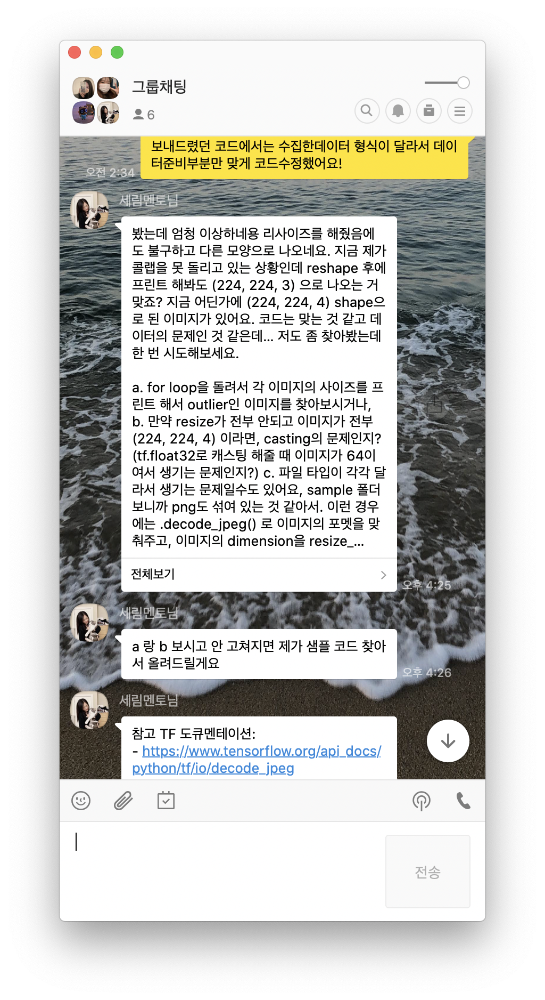 그룹채팅
6
보내드렸던 코드에서는 수집한데이터 형식이 달라서 데이
터준비부분만 맞게 코드수정했어요!
오전 2:34
세림멘토님
봤는데 엄청 이상하네용 리사이즈를 해줬음에
도 불구하고 다른 모양으로 나오네요. 지금 제가
콜랩을 못 돌리고 있는 상황인데 reshape 후에
프린트 해봐도 (224, 224, 3) 으로 나오는 거
맞죠? 지금 어딘가에 (224, 224, 4) shape으
로 된 이미지가 있어요. 코드는 맞는 것 같고 데
이터의 문제인 것 같은데... 저도 좀 찾아봤는데
한 번 시도해보세요.
a. for loop을 돌려서 각 이미지의 사이즈를 프
린트 해서 outlier인 이미지를 찾아보시거나,
b. 만약 resize가 전부 안되고 이미지가 전부
(224, 224, 4) 이라면, casting의 문제인지?
(tf.float32로 캐스팅 해줄 때 이미지가 64이
여서 생기는 문제인지?) c. 파일 타입이 각각 달
라서 생기는 문제일수도 있어요, sample 폴더
보니까 png도 섞여 있는 것 같아서. 이런 경우
에는 .decode_jpeg() 로 이미지의 포멧을 맞
춰주고, 이미지의 dimension을 resize_...
전체보기
오후 4:25
세림멘토님
a 랑 b 보시고 안 고쳐지면 제가 샘플 코드 찾아
서 올려드릴게요
오후 4:26
세림멘토님
참고 TF 도큐멘테이션:
- https://www.tensorflow.org/api_docs/
python/tf/io/decode_jpeg
전송